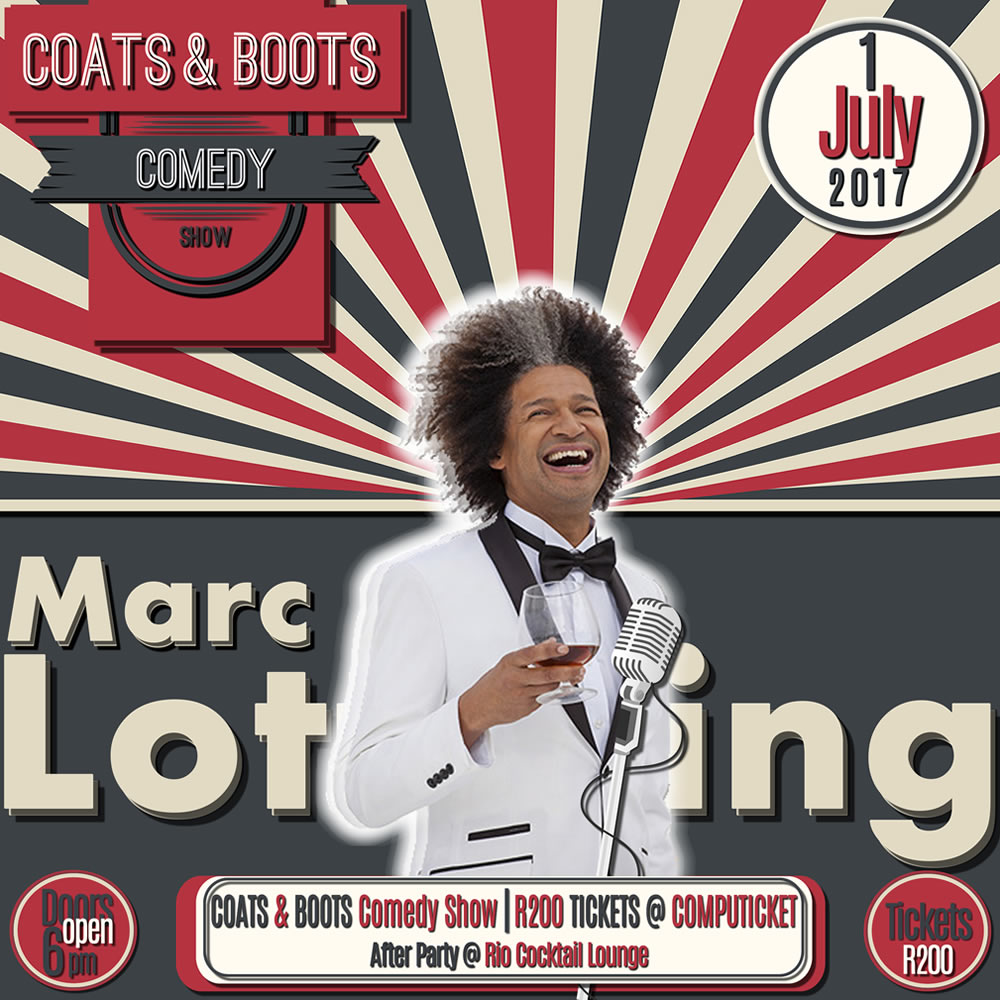 COATS & BOOTS
COMEDY
SHOW
1
July
2017
Marc
Lot ing
Doors
open
6pm
COATS & BOOTS Comedy Show | R200 TICKETS @ COMPUTICKET
After Party @ Rio Cocktail Lounge
Tickets
R200